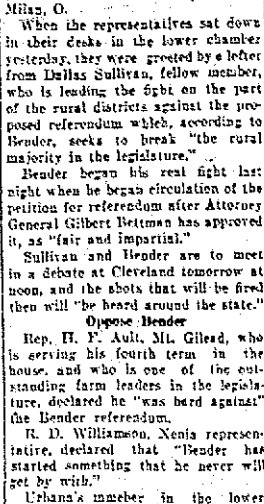 Milan, O.
When the representatives sat down
in their desks in the lower chamber
yesterday, they were greeted by a letter
from Dallas Sullivan, fellow member,
who is leading the fight on the part
of the rural districts against the pro-
posed referendum which, according to
Bender, seeks to break "the rural
majority in the legislature."
Bender began his real fight last
night when he began circulation of the
petition for referendum after Attorney
General Gilbert Bettman has approved
it, as "fair and impartial."
Sullivan and Bender are to meet
in a debate at Cleveland tomorrow at
noon, and the shots that will be fired
then will "be heard around the state."
Oppose Bender
Rep. H. F. Ault, Mt. Gilead, who
is serving his fourth term in the
house, and who is one of the out-
standing farm leaders in the legisla-
ture, declared he "was hard against"
the Bender referendum.
R. D. Williamson, Xenia represen-
tative, declared that "Bender has
started something that he never will
get by with."
Urbana's member in the lower